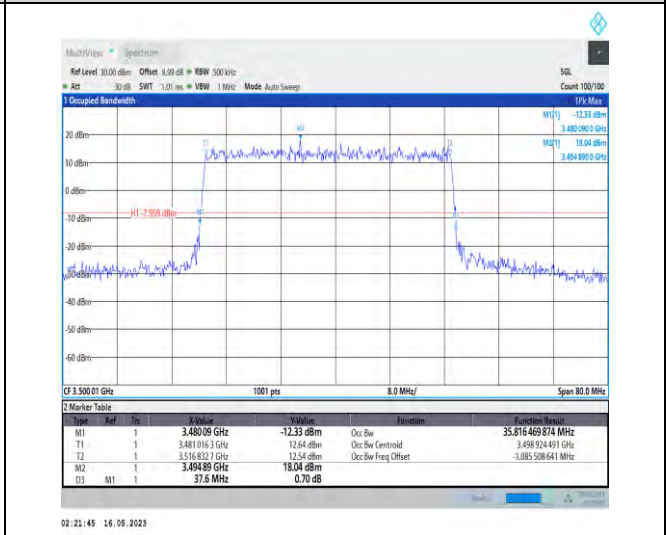 MultiView Spectrum
Ref Level 30.00 dBm Offset 8.99 dB RBW 500 kHz SGL
Att 30 dB SWT 1.01 ms VBW 1 MHz Mode Auto Sweep Count 100/100
1 Occupied Bandwidth 1Pk Max
M1[1] -12.33 dBm
3.480 090 0 GHz
M2[1] 18.04 dBm
3.494 890 0 GHz
20 dBm
M2
T1
10 dBm
0 dBm
H1 -7.959 dBm
-10 dBm
-20 dBm
-30 dBm
-40 dBm
-50 dBm
-60 dBm
CF 3.500 01 GHz 1001 pts 8.0 MHz/ Span 80.0 MHz
2 Marker Table
Type Ref Trc X-Value Y-Value Function Function Result
M1 1 3.48009 GHz -12.33 dBm Occ Bw 35.816 469 874 MHz
T1 1 3.481 016 3 GHz 12.64 dBm Occ Bw Centroid 3.498 924 491 GHz
T2 1 3.516 832 7 GHz 12.54 dBm Occ Bw Freq Offset -1.085 508 641 MHz
M2 1 3.494 89 GHz 18.04 dBm
D3 M1 1 37.6 MHz 0.70 dB
02:21:45 16.05.2023